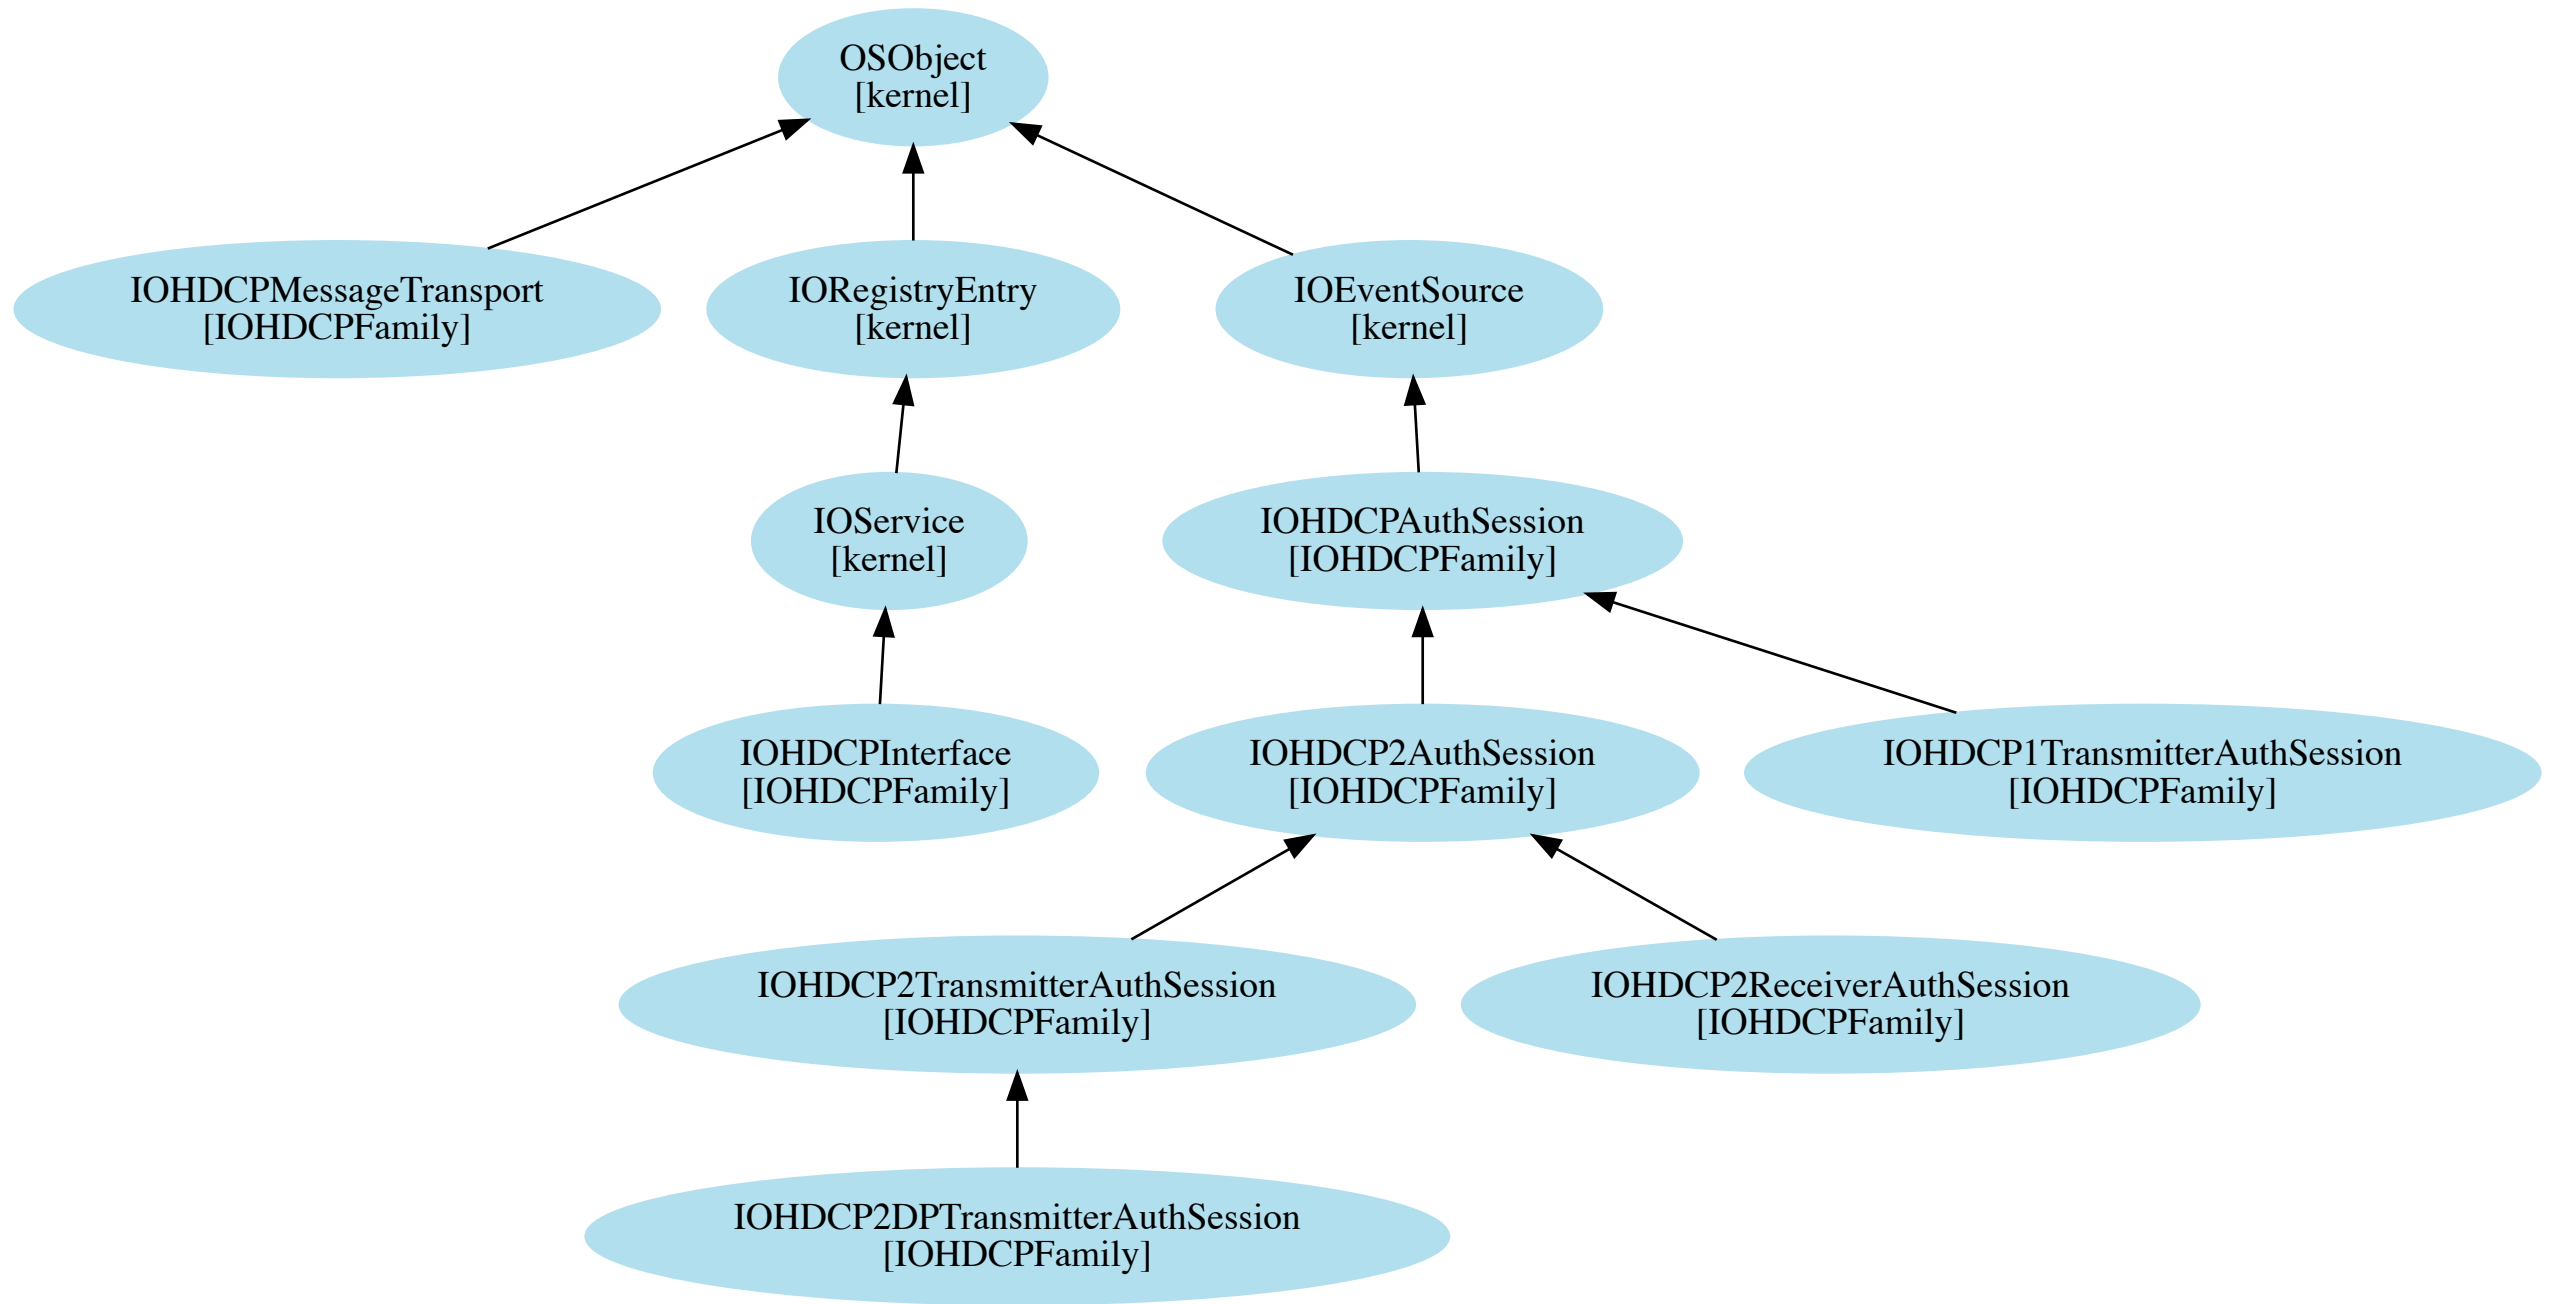 OSObject
[kernel]
IOHDCPMessageTransport
[IOHDCPFamily]
IORegistryEntry
[kernel]
IOEventSource
[kernel]
IOService
[kernel]
IOHDCPAuthSession
[IOHDCPFamily]
IOHDCPInterface
[IOHDCPFamily]
IOHDCP2AuthSession
[IOHDCPFamily]
IOHDCP1TransmitterAuthSession
[IOHDCPFamily]
IOHDCP2TransmitterAuthSession
[IOHDCPFamily]
IOHDCP2ReceiverAuthSession
[IOHDCPFamily]
IOHDCP2DPTransmitterAuthSession
[IOHDCPFamily]